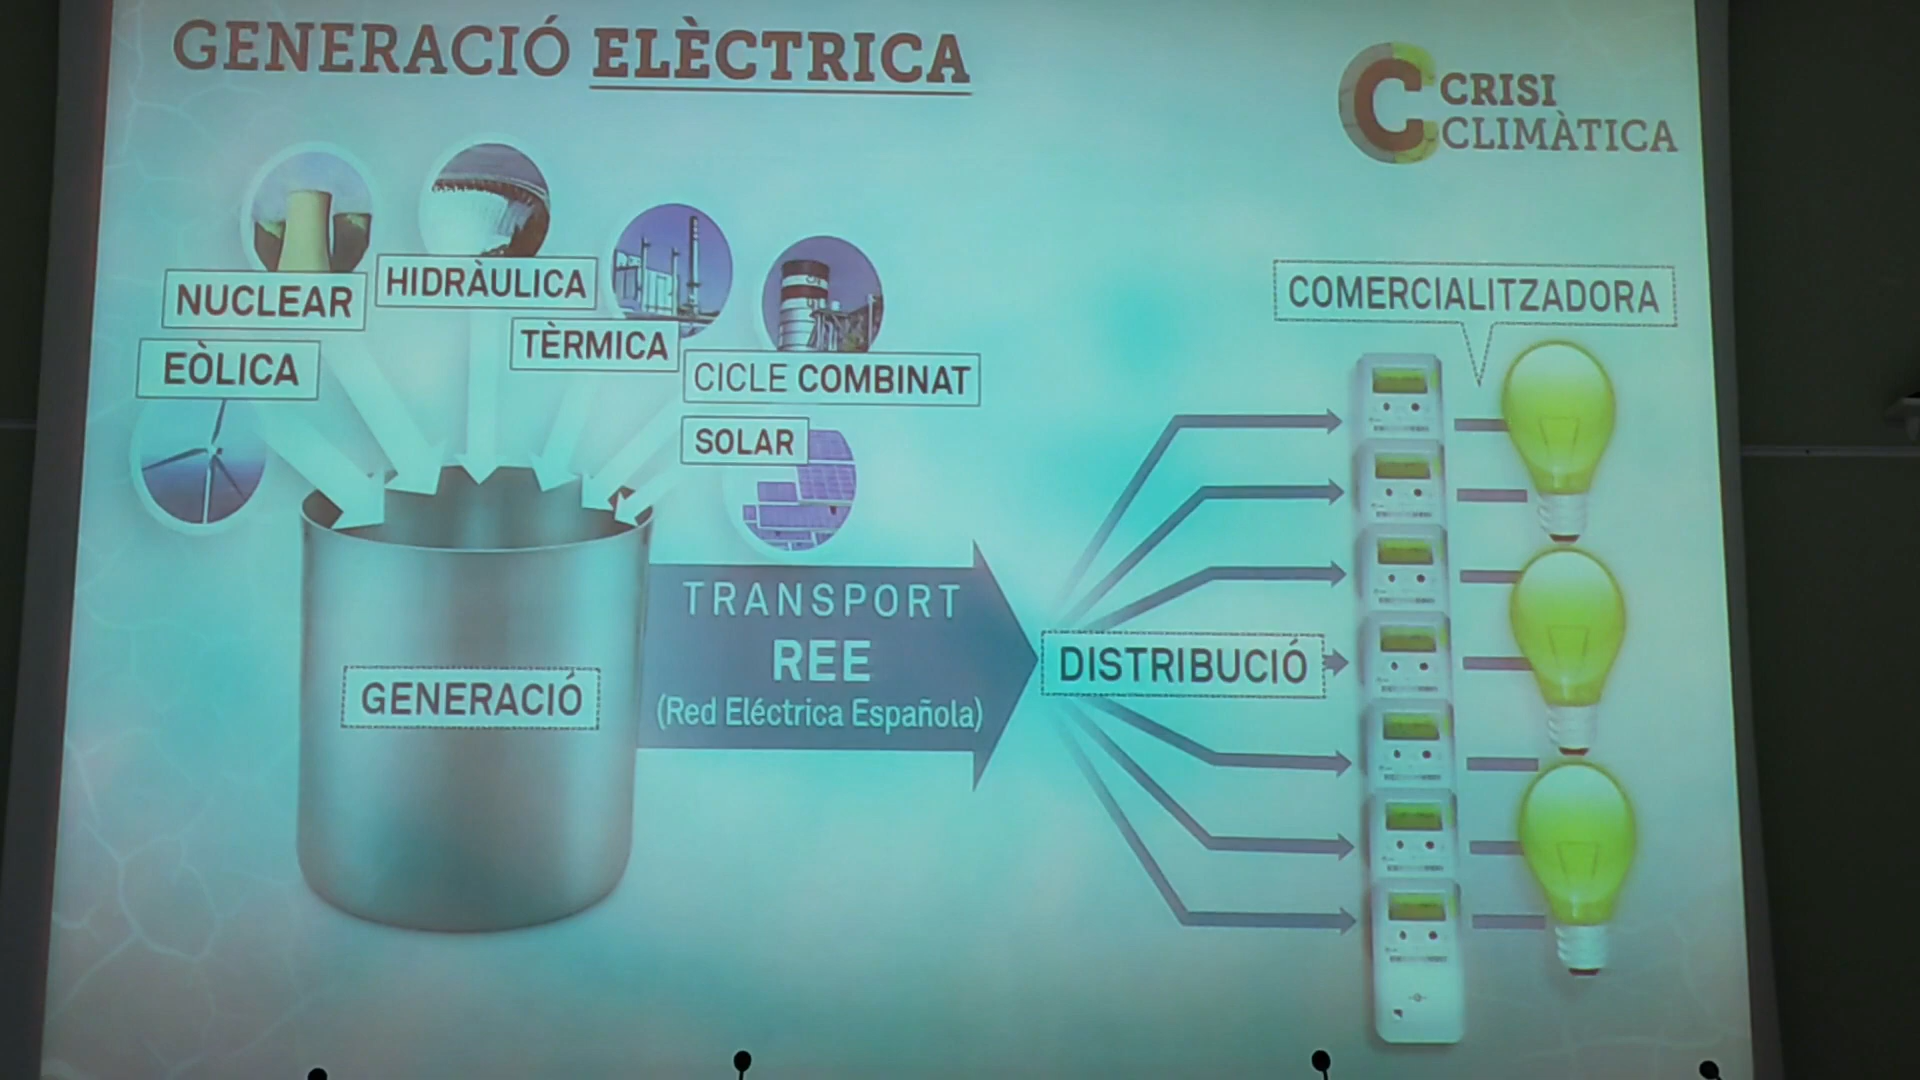 GENERACIÓ ELÈCTRICA
CRISI
CLIMÀTICA
NUCLEAR
HIDRÀULICA
TÈRMICA
EÒLICA
CICLE COMBINAT
SOLAR
COMERCIALITZADORA
GENERACIÓ
TRANSPORT
REE
(Red Eléctrica Española)
DISTRIBUCIÓ